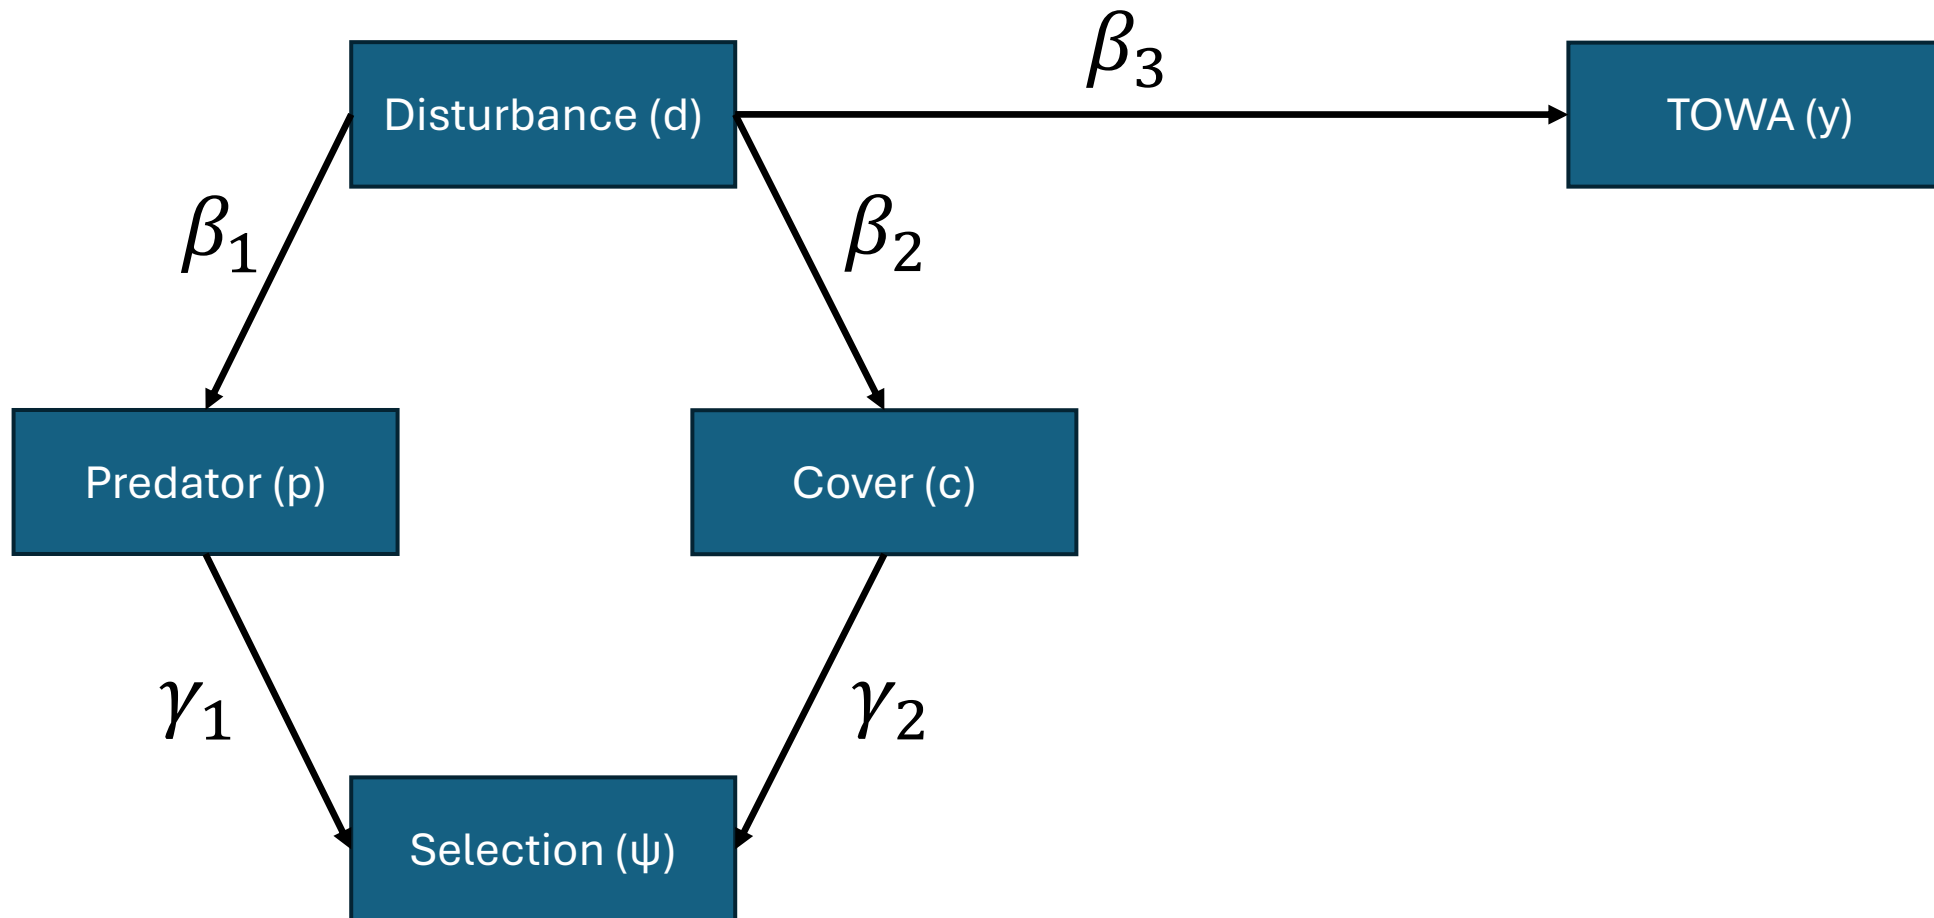 β3
Disturbance (d)
TOWA (y)
β1
β2
Predator (p)
Cover (c)
γ1
γ2
Selection (ψ)